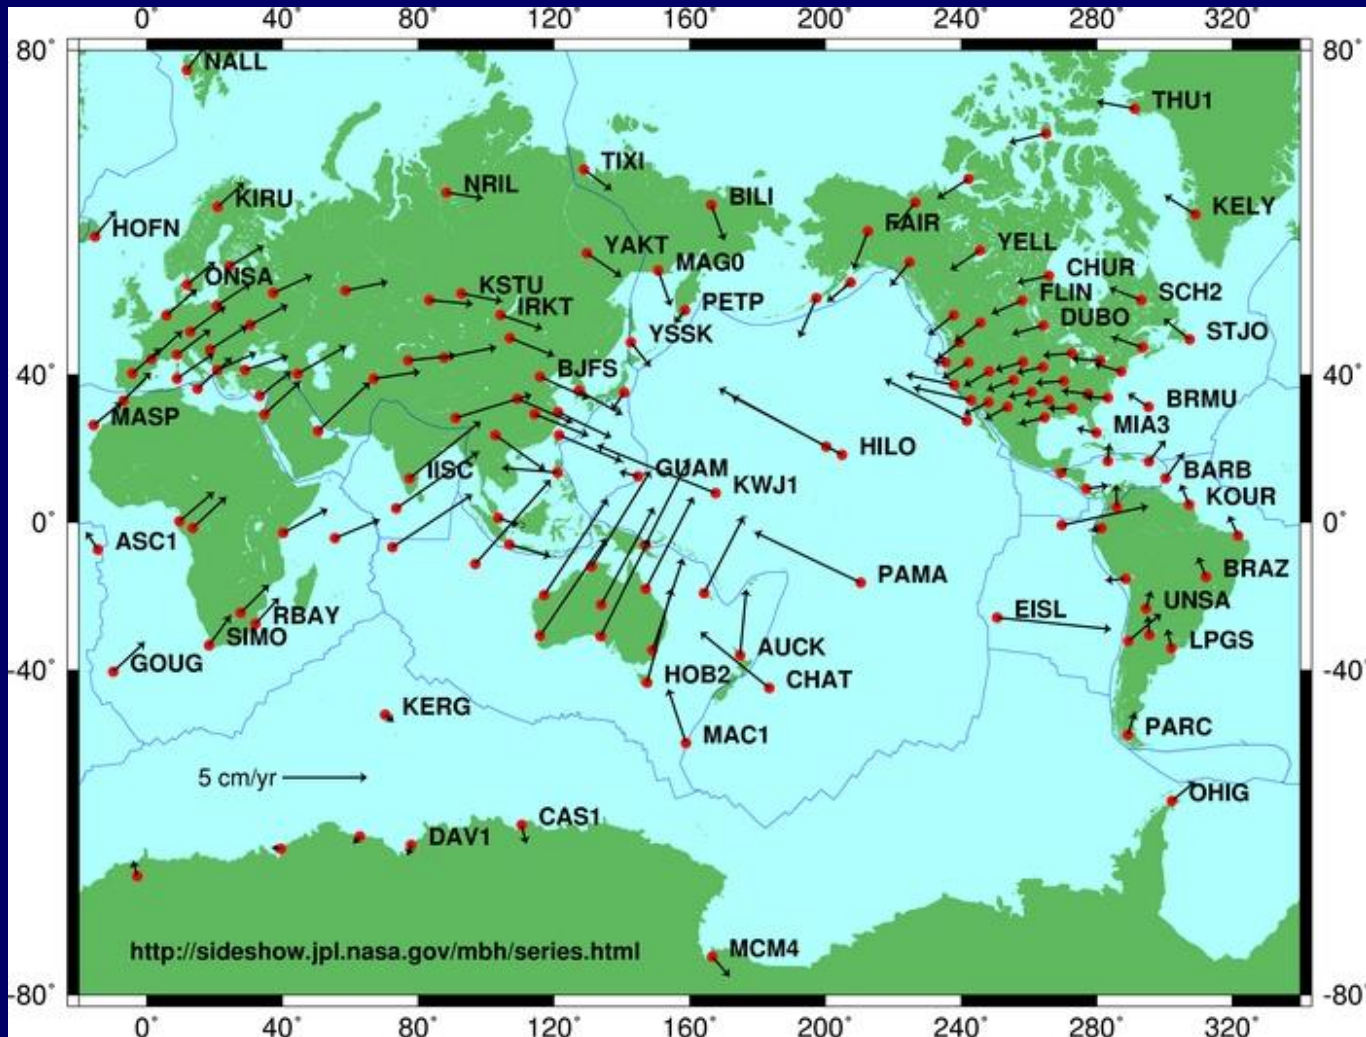 0° 40° 80° 120° 160° 200° 240° 280° 320°
80° 80°
NALL
THU1
TIXI
NRIL
KIRU
BILI
KELY
HOFN
FAIR
YAKT
YELL
MAG0
CHUR
ONSA
KSTU
FLIN
SCH2
IRKT
PETP
DUBO
STJO
YSSK
40° BJFS 40°
BRMU
MASP
MIA3
HILO
IISC
GUAM
BARB
KWJ1
KOUR
0° 0°
ASC1
BRAZ
PAMA
UNSA
EISL
RBAY
SIMO
LPGS
AUCK
GOUG
-40° HOB2 CHAT -40°
KERG
PARC
MAC1
5 cm/yr
OHIG
CAS1
DAV1
MCM4
http://sideshow.jpl.nasa.gov/mbh/series.html
-80° -80°
0° 40° 80° 120° 160° 200° 240° 280° 320°